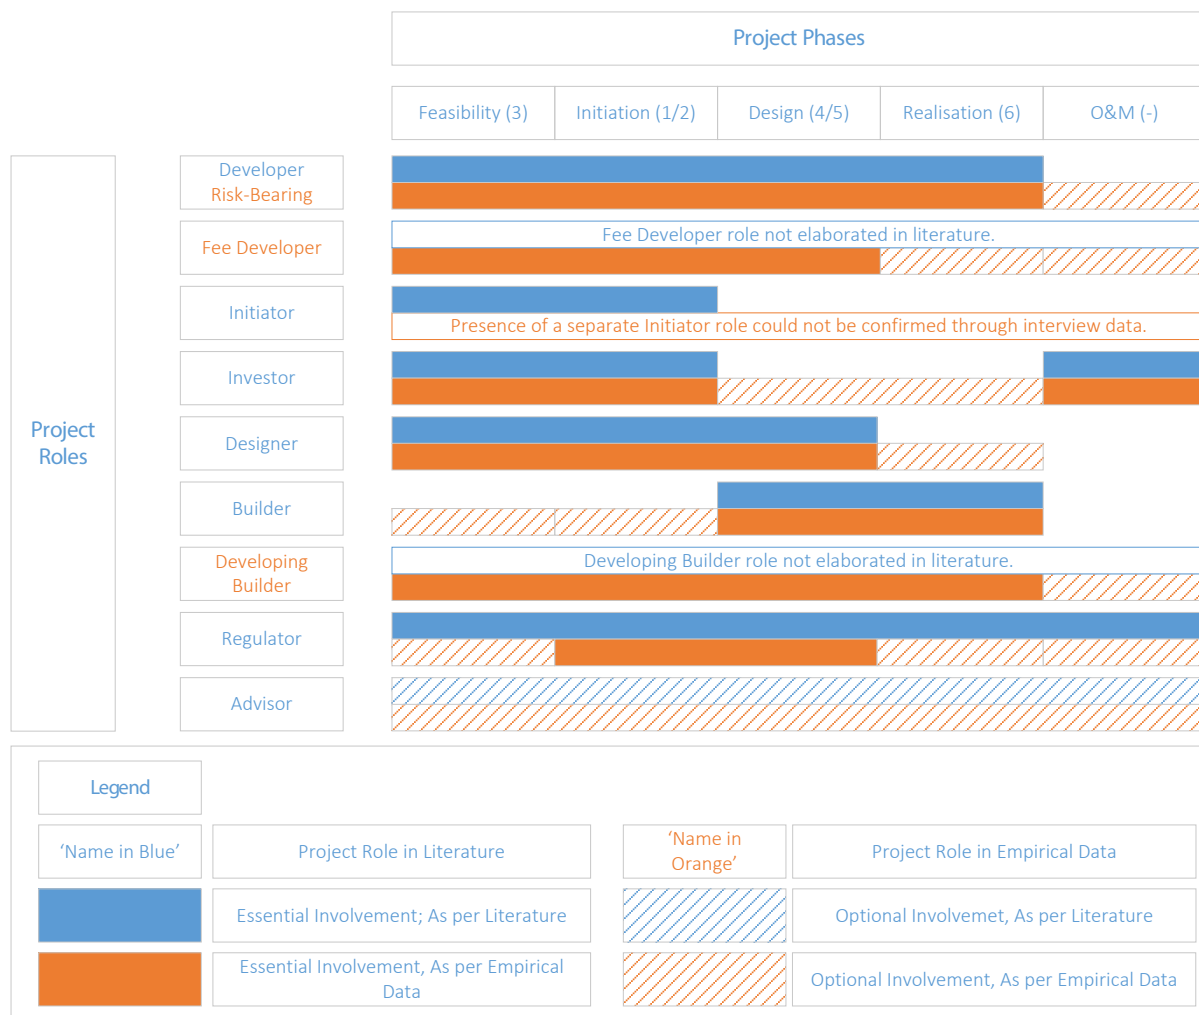 Project Phases
Feasibility (3)
Initiation (1/2)
Design (4/5)
Realisation (6)
O&M (-)
Project
Roles
Developer
Risk-Bearing
Fee Developer
Fee Developer role not elaborated in literature.
Initiator
Presence of a separate Initiator role could not be confirmed through interview data.
Investor
Designer
Builder
Developing
Builder
Developing Builder role not elaborated in literature.
Regulator
Advisor
Legend
‘Name in Blue’
Project Role in Literature
‘Name in
Orange’
Project Role in Empirical Data
Essential Involvement; As per Literature
Optional Involvemet, As per Literature
Essential Involvement, As per Empirical
Data
Optional Involvement, As per Empirical Data